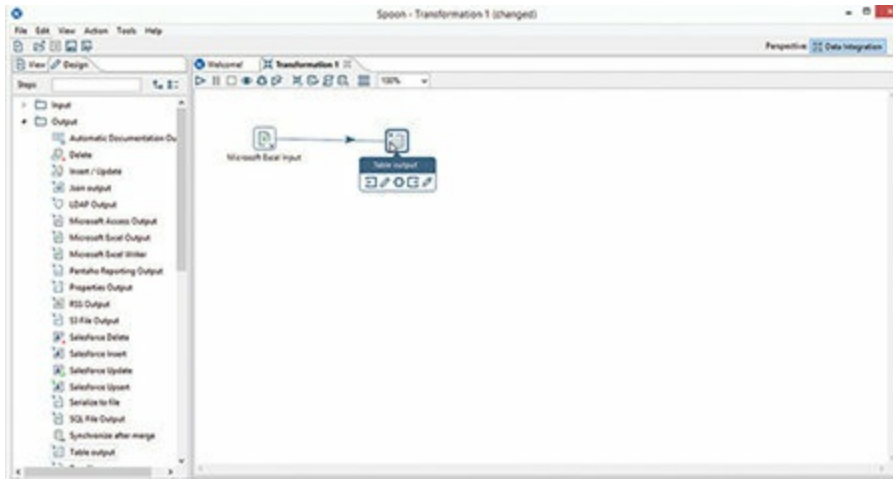 Spoon - Transformation 1 (changed)
File Edit View Action Tools Help
Perspective: Data Integration
View Design
Welcome! Transformation 1
Steps
100%
Input
Output
Automatic Documentation Ou
Delete
Insert / Update
Json output
LDAP Output
Microsoft Access Output
Microsoft Excel Output
Microsoft Excel Writer
Pentaho Reporting Output
Properties Output
RSS Output
S3 File Output
Salesforce Delete
Salesforce Insert
Salesforce Update
Salesforce Upsert
Serialize to file
SQL File Output
Synchronize after merge
Table output
Microsoft Excel Input
Table output